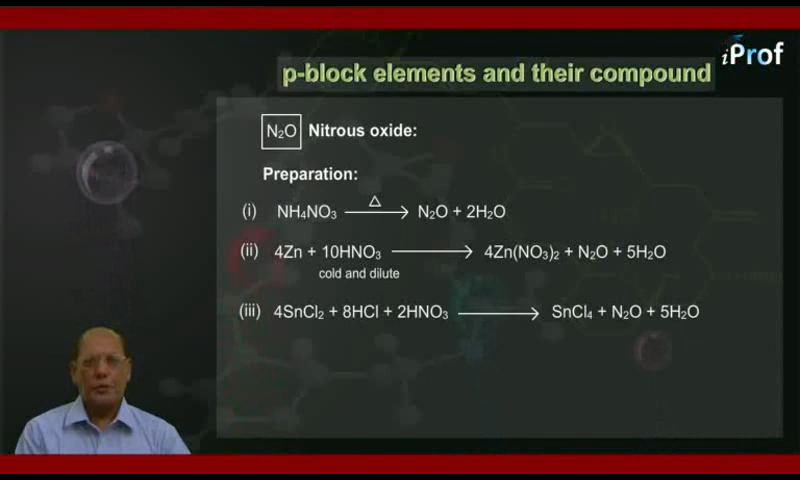 iProf
p-block elements and their compound
N₂O Nitrous oxide:
Preparation:
(i) NH₄NO₃ —Δ→ N₂O + 2H₂O
(ii) 4Zn + 10HNO₃ ⟶ 4Zn(NO₃)₂ + N₂O + 5H₂O
cold and dilute
(iii) 4SnCl₂ + 8HCl + 2HNO₃ ⟶ SnCl₄ + N₂O + 5H₂O